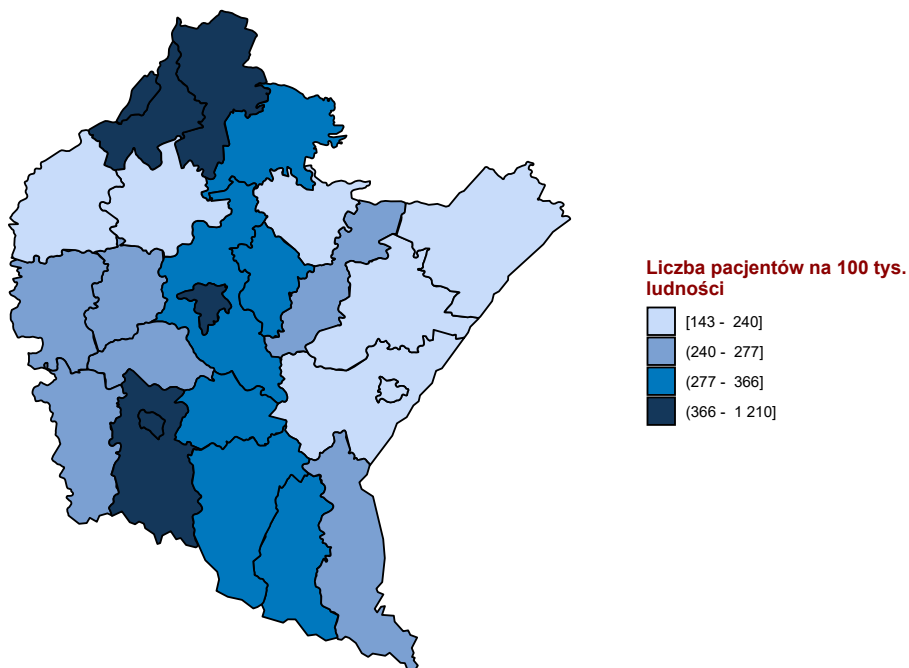 Liczba pacjentów na 100 tys.
ludności
[143 - 240]
(240 - 277]
(277 - 366]
(366 - 1 210]